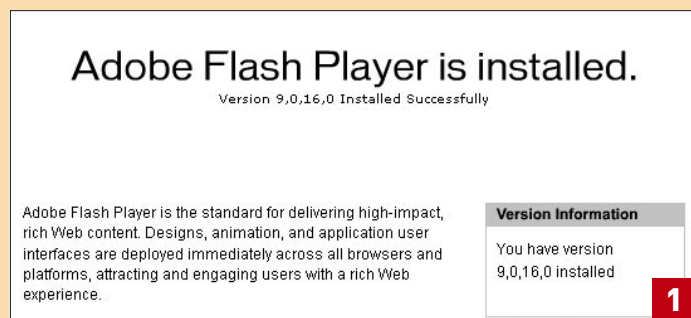 Adobe Flash Player is installed.
Version 9,0,16,0 Installed Successfully
Adobe Flash Player is the standard for delivering high-impact,
rich Web content. Designs, animation, and application user
interfaces are deployed immediately across all browsers and
platforms, attracting and engaging users with a rich Web
experience.
Version Information
You have version
9,0,16,0 installed
1